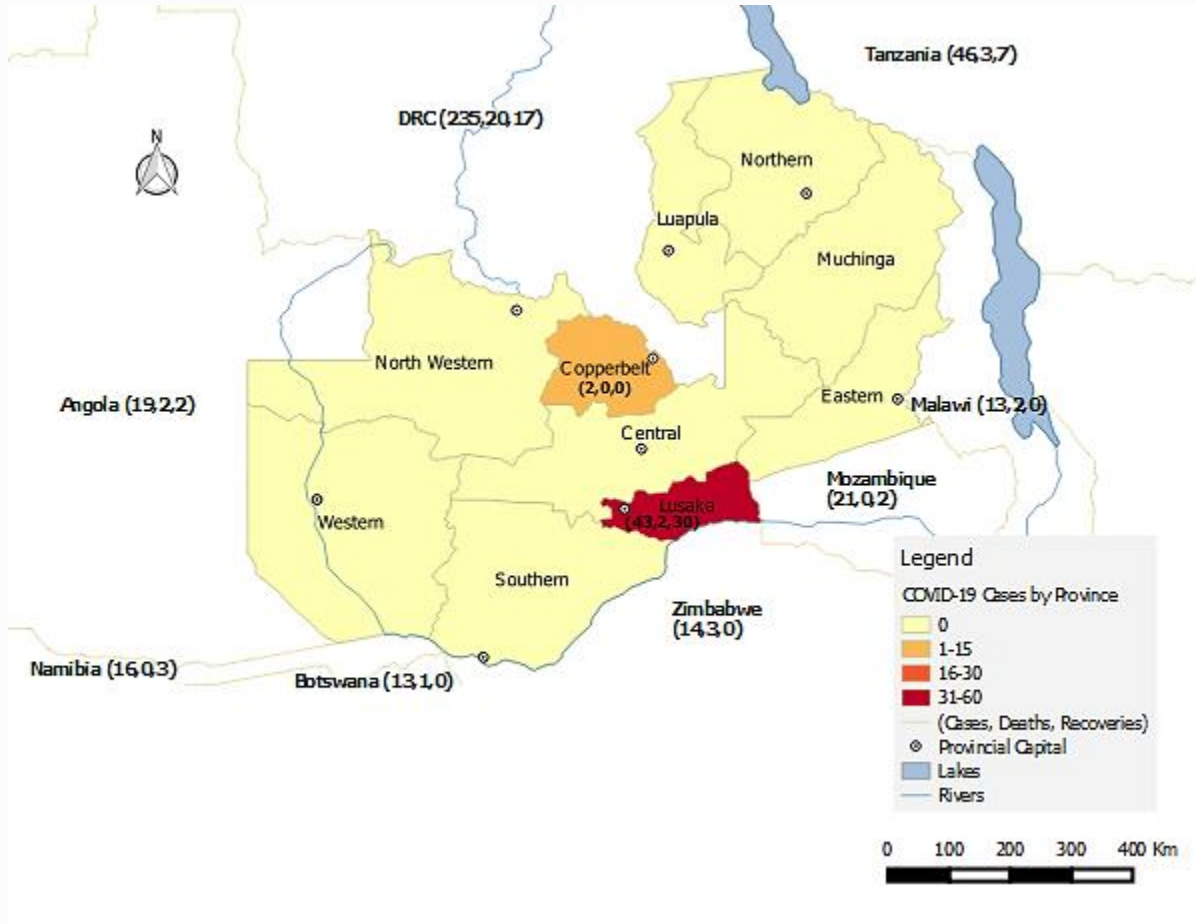 Tanzania (46,3,7)
DRC (235,20,17)
N
Northern
Luapula
Muchinga
North Western
Copperbelt
(2,0,0)
Angola (19,2,2)
Eastern
Malawi (13,2,0)
Central
Mozambique
(21,0,2)
Lusaka
(43,2,30)
Western
Southern
Zimbabwe
(14,3,0)
Namibia (16,0,3)
Botswana (13,1,0)
Legend
COVID-19 Cases by Province
0
1-15
16-30
31-60
(Cases, Deaths, Recoveries)
Provincial Capital
Lakes
Rivers
0 100 200 300 400 Km